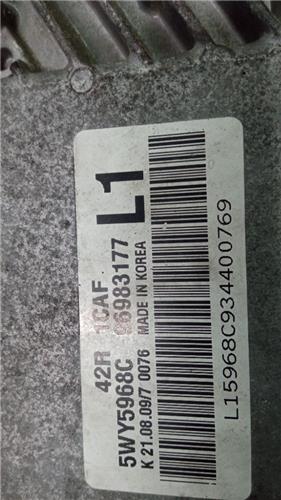 42R 1CAF
96983177
5WY5968C
K 21.08.09/7 0076 MADE IN KOREA
L1
L15968C934400769